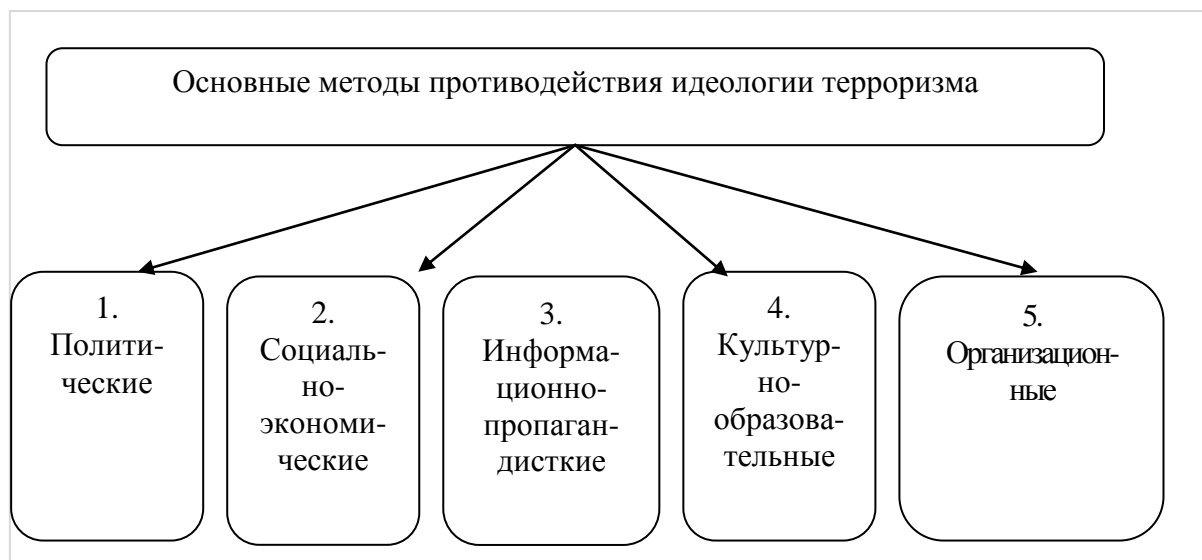 Основные методы противодействия идеологии терроризма
1.
Полити-
ческие
2.
Социаль-
но-
экономи-
ческие
3.
Информа-
ционно-
пропаган-
дисткие
4.
Культур-
но-
образова-
тельные
5.
Организацион-
ные